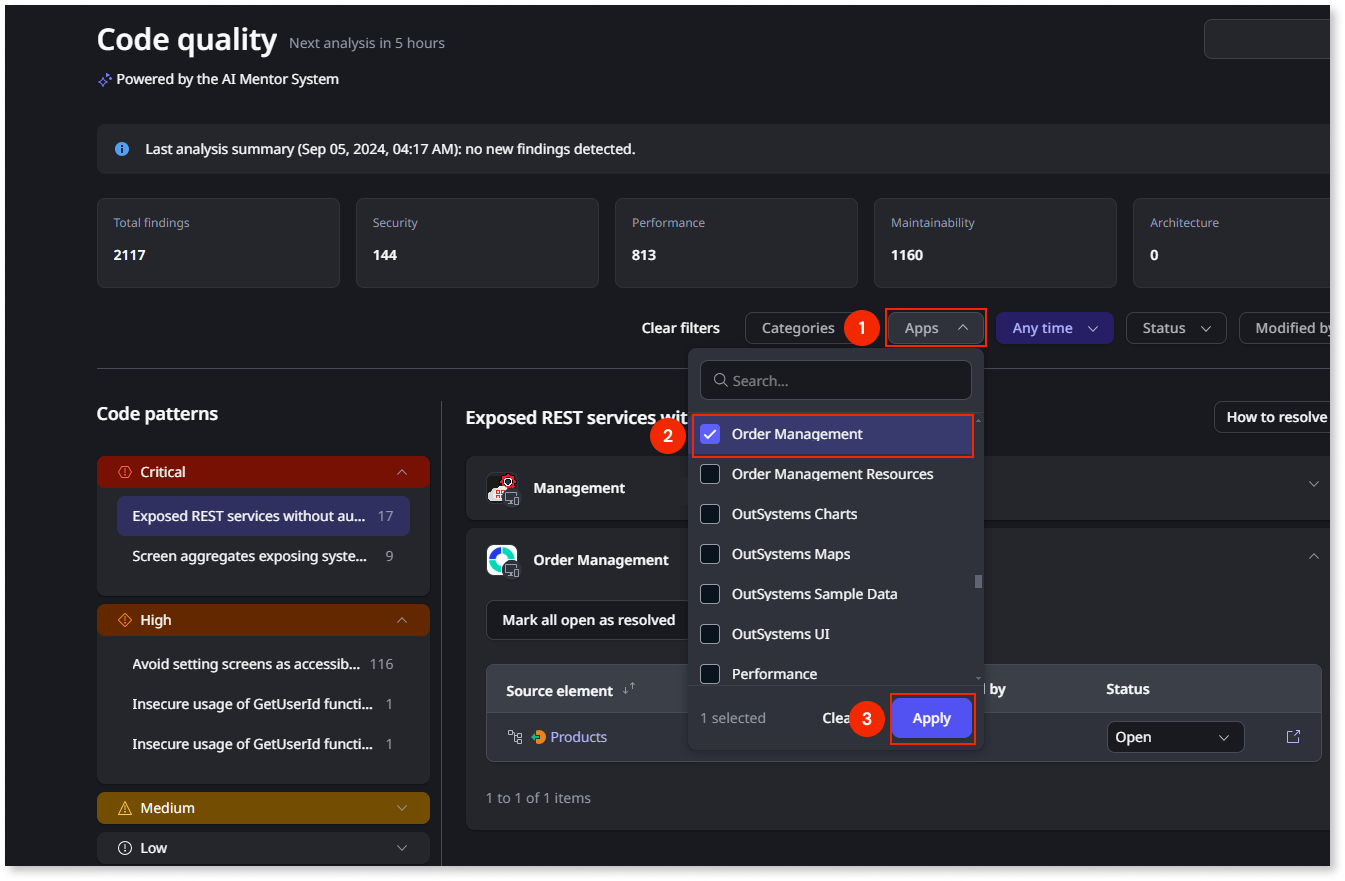 Code quality Next analysis in 5 hours
Powered by the AI Mentor System
Last analysis summary (Sep 05, 2024, 04:17 AM): no new findings detected.
Total findings
2117
Security
144
Performance
813
Maintainability
1160
Architecture
0
Clear filters
Categories
1
Apps
Any time
Status
Modified by
Search...
2
Order Management
Order Management Resources
OutSystems Charts
OutSystems Maps
OutSystems Sample Data
OutSystems UI
Performance
1 selected
Clea
3
Apply
Code patterns
Critical
Exposed REST services without au... 17
Screen aggregates exposing syste... 9
High
Avoid setting screens as accessib... 116
Insecure usage of GetUserId functi... 1
Insecure usage of GetUserId functi... 1
Medium
Low
Exposed REST services wit
How to resolve
Management
Order Management
Mark all open as resolved
Source element
by
Status
Products
Open
1 to 1 of 1 items